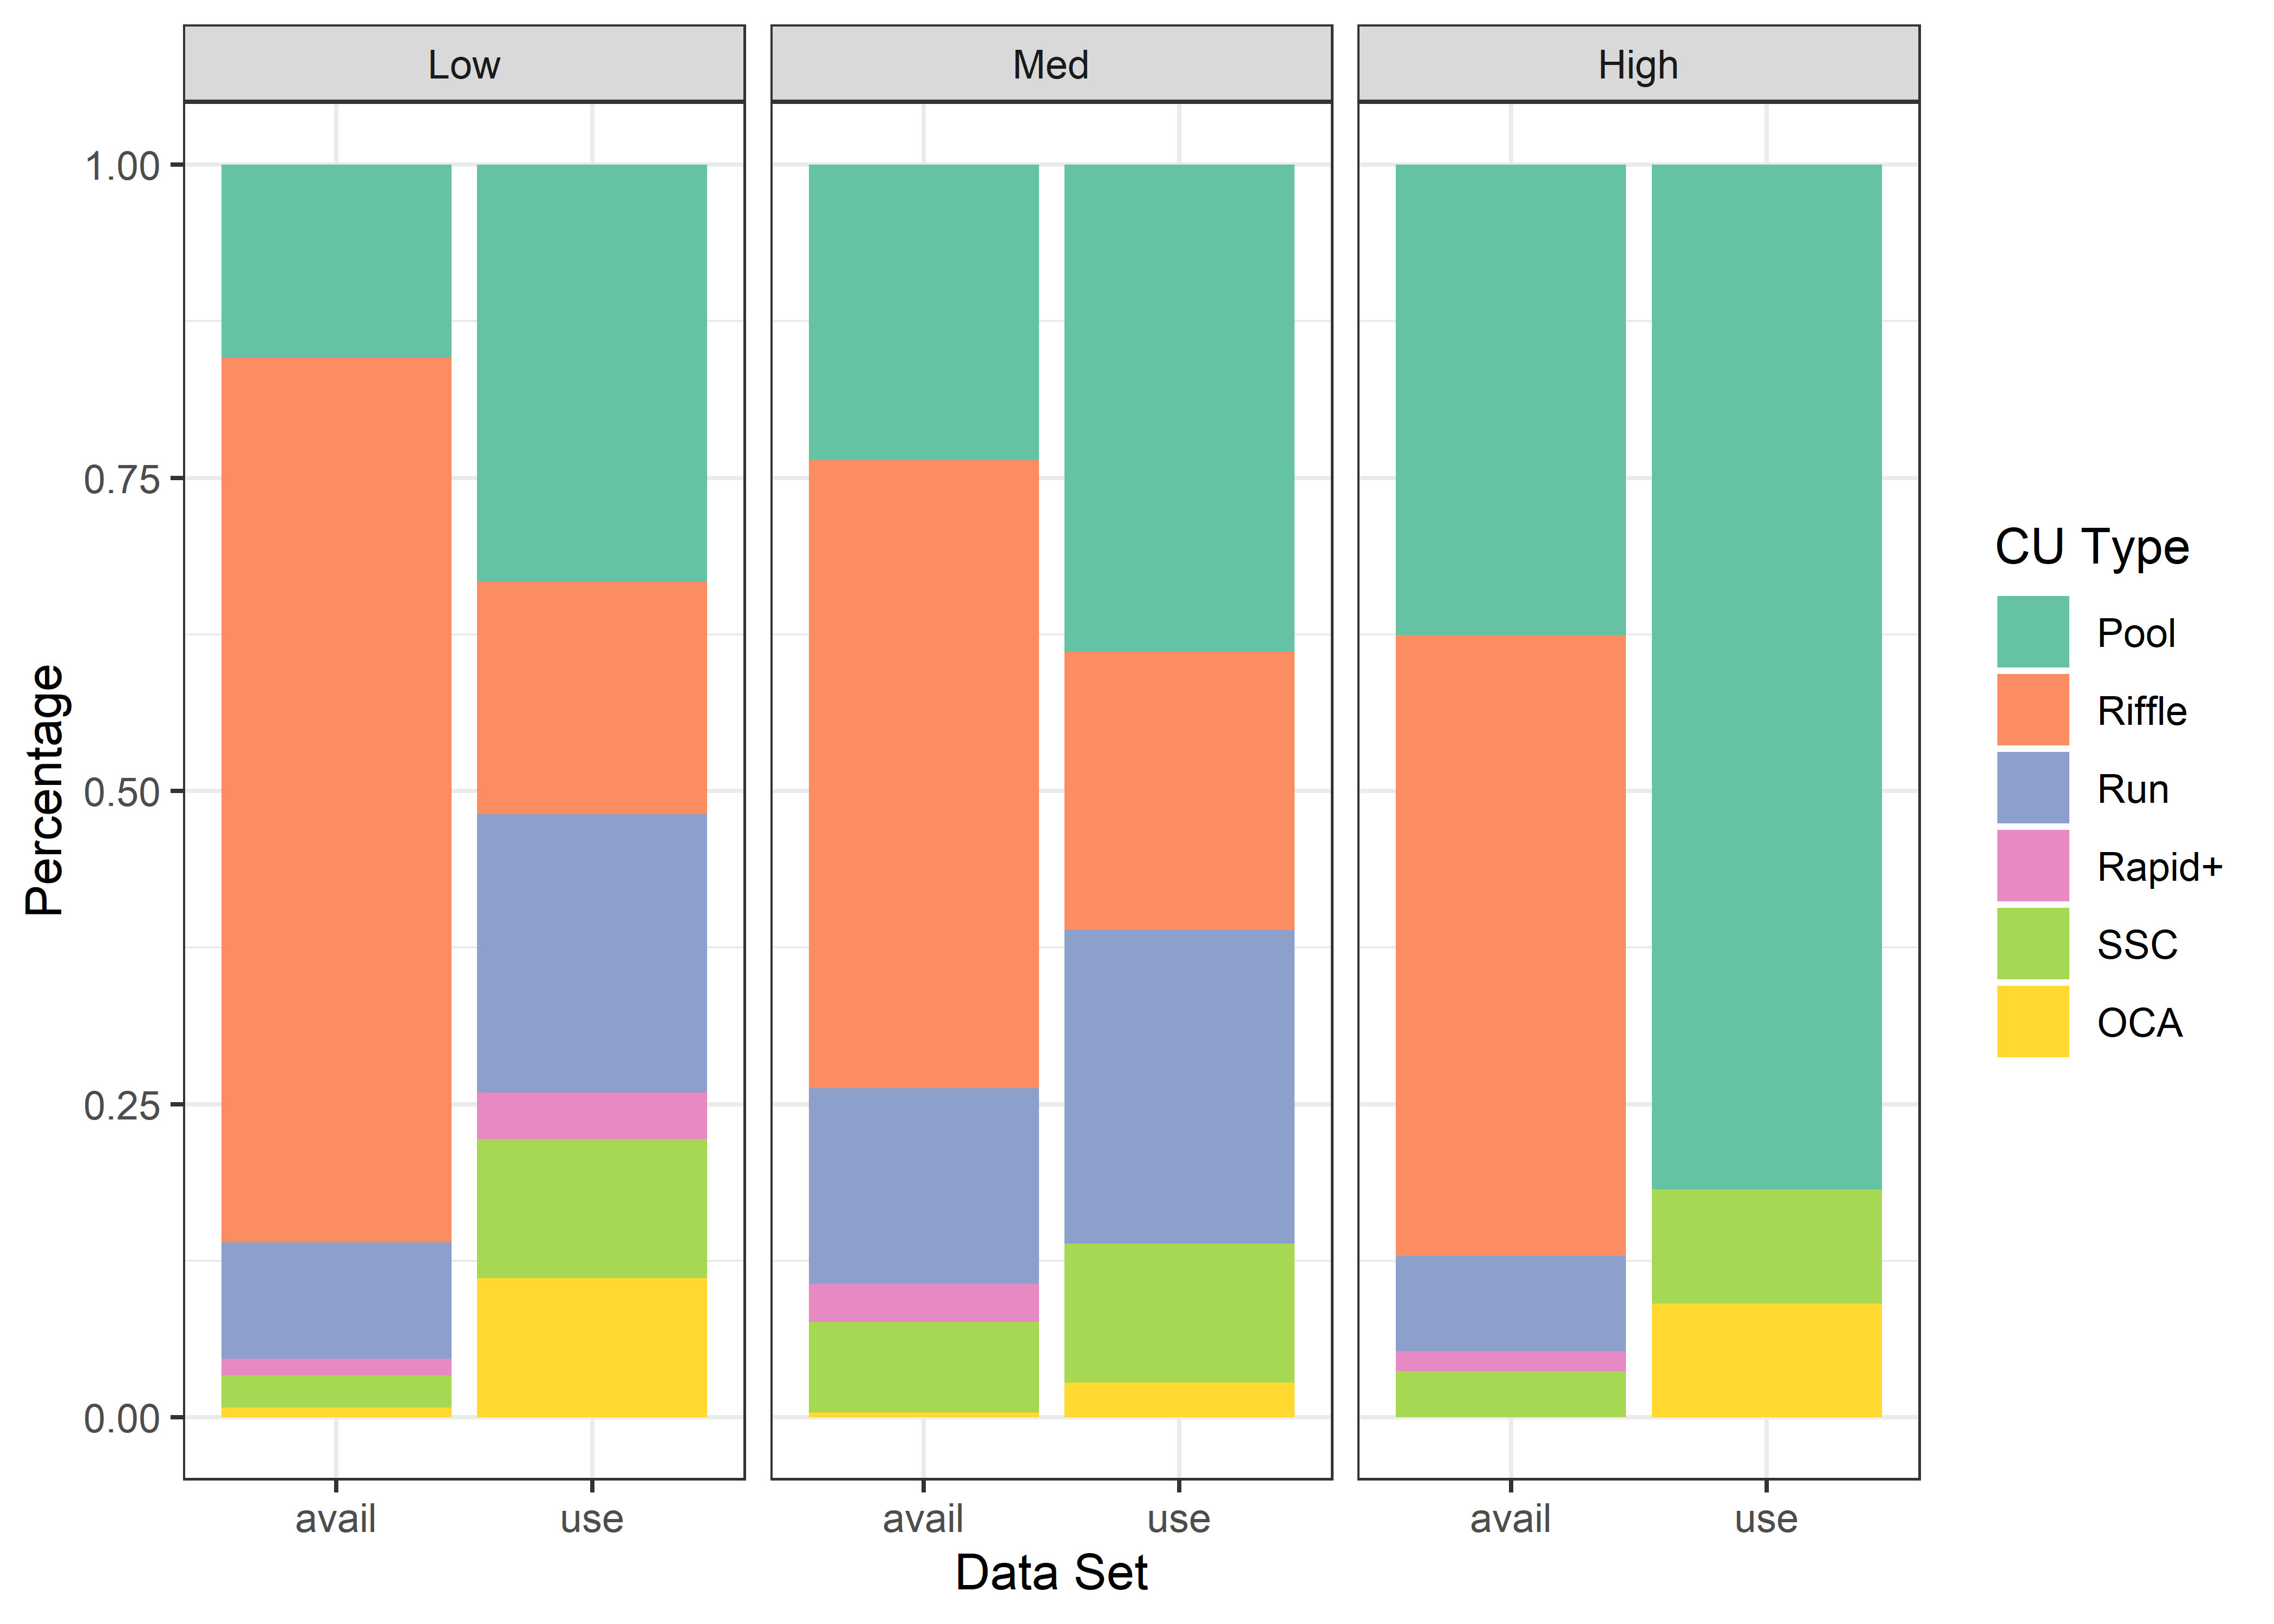 Low
Med
High
1.00
0.75
0.50
0.25
0.00
Percentage
avail
use
avail
use
avail
use
Data Set
CU Type
Pool
Riffle
Run
Rapid+
SSC
OCA